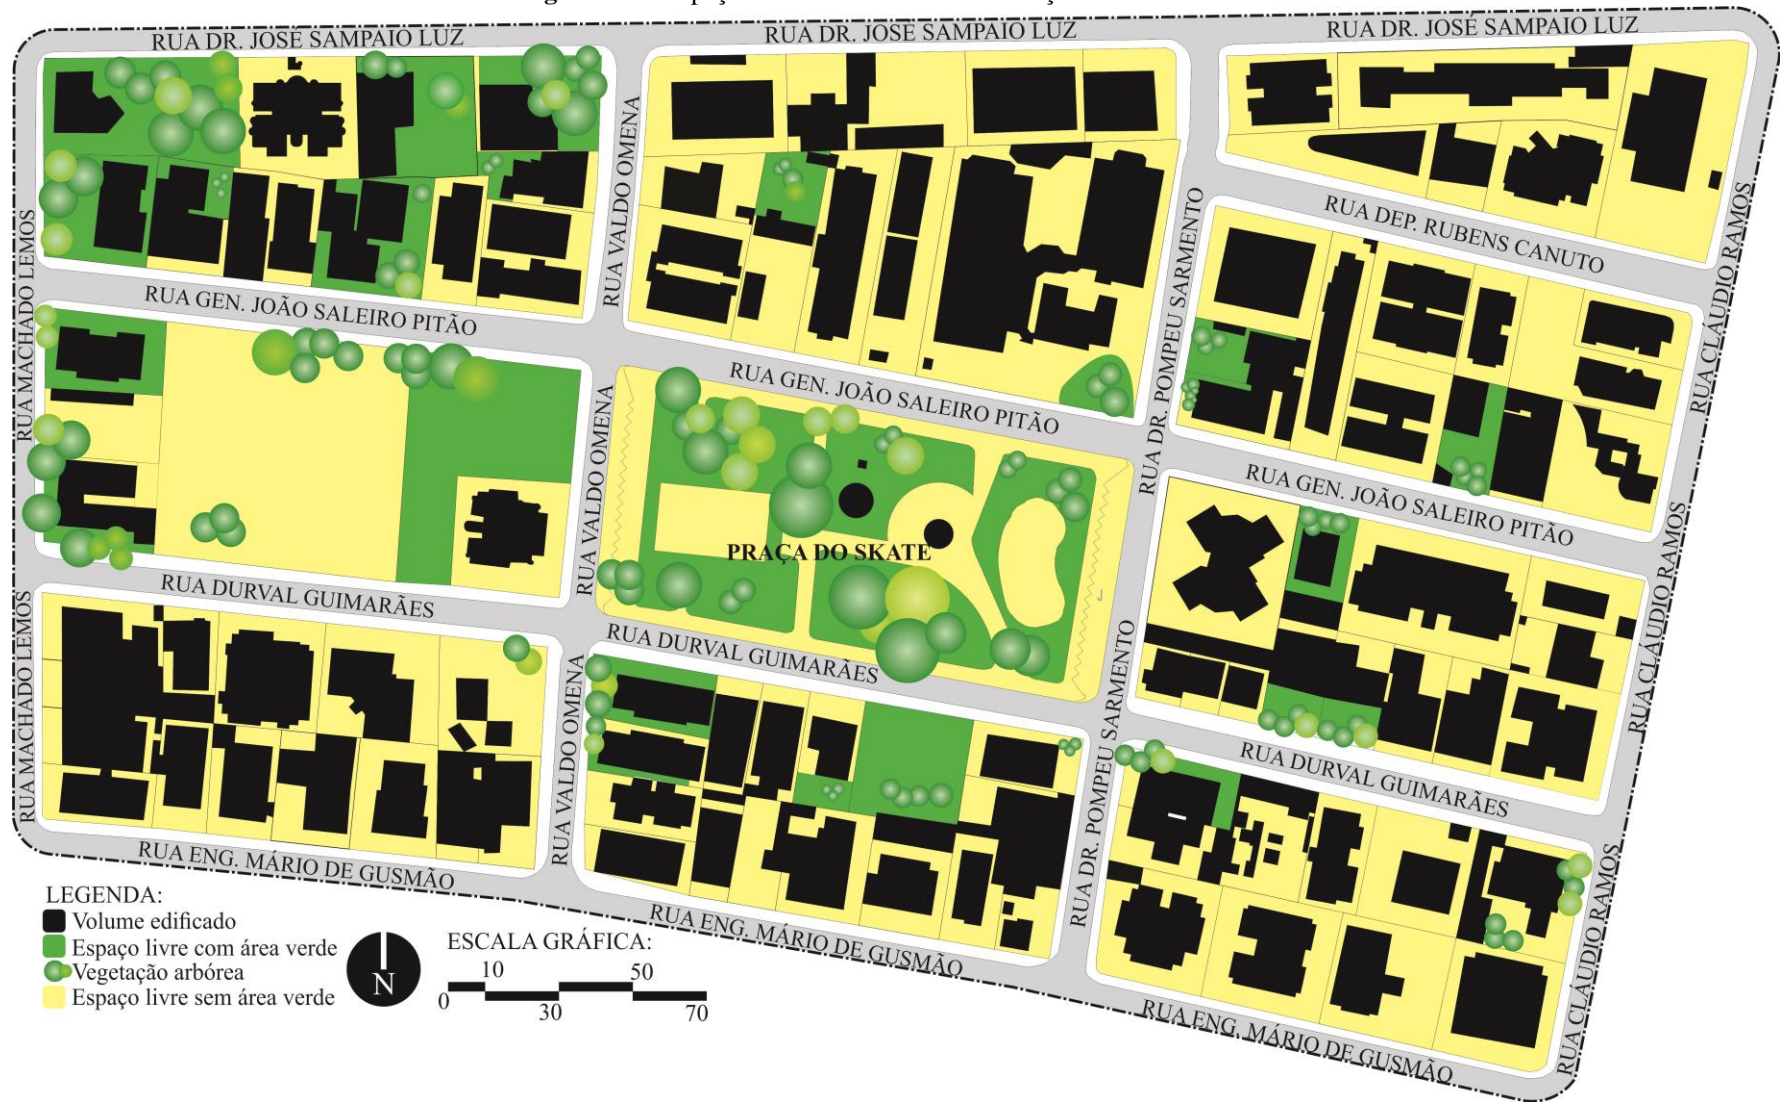 RUA DR. JOSÉ SAMPAIO LUZ
RUA DR. JOSÉ SAMPAIO LUZ
RUA DR. JOSÉ SAMPAIO LUZ
RUA VALDO OMENA
RUA DR. POMPEU SARMENTO
RUA DEP. RUBENS CANUTO
RUA CLÁUDIO RAMOS
RUA MACHADO LEMOS
RUA GEN. JOÃO SALEIRO PITÃO
RUA GEN. JOÃO SALEIRO PITÃO
RUA GEN. JOÃO SALEIRO PITÃO
RUA VALDO OMENA
PRAÇA DO SKATE
RUA CLÁUDIO RAMOS
RUA MACHADO LEMOS
RUA DURVAL GUIMARÃES
RUA DURVAL GUIMARÃES
RUA DURVAL GUIMARÃES
RUA VALDO OMENA
RUA DR. POMPEU SARMENTO
RUA CLÁUDIO RAMOS
RUA ENG. MÁRIO DE GUSMÃO
RUA ENG. MÁRIO DE GUSMÃO
RUA ENG. MÁRIO DE GUSMÃO
LEGENDA:
Volume edificado
Espaço livre com área verde
Vegetação arbórea
Espaço livre sem área verde
N
ESCALA GRÁFICA:
10 50
0 30 70